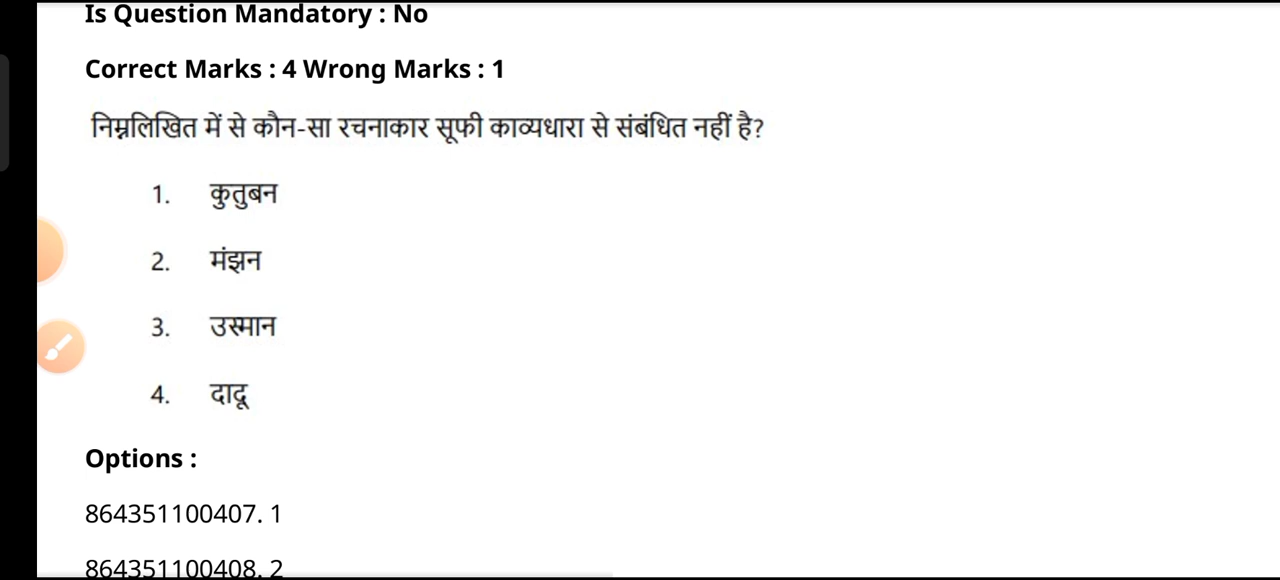 Is Question Mandatory : No
Correct Marks : 4 Wrong Marks : 1
निम्नलिखित में से कौन-सा रचनाकार सूफी काव्यधारा से संबंधित नहीं है?
1. कुतुबन
2. मंझन
3. उस्मान
4. दादू
Options :
864351100407. 1
864351100408. 2